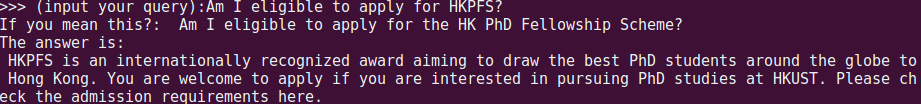 >>> (input your query):Am I eligible to apply for HKPFS?
If you mean this?:  Am I eligible to apply for the HK PhD Fellowship Scheme?
The answer is:
 HKPFS is an internationally recognized award aiming to draw the best PhD students around the globe to
 Hong Kong. You are welcome to apply if you are interested in pursuing PhD studies at HKUST. Please ch
eck the admission requirements here.